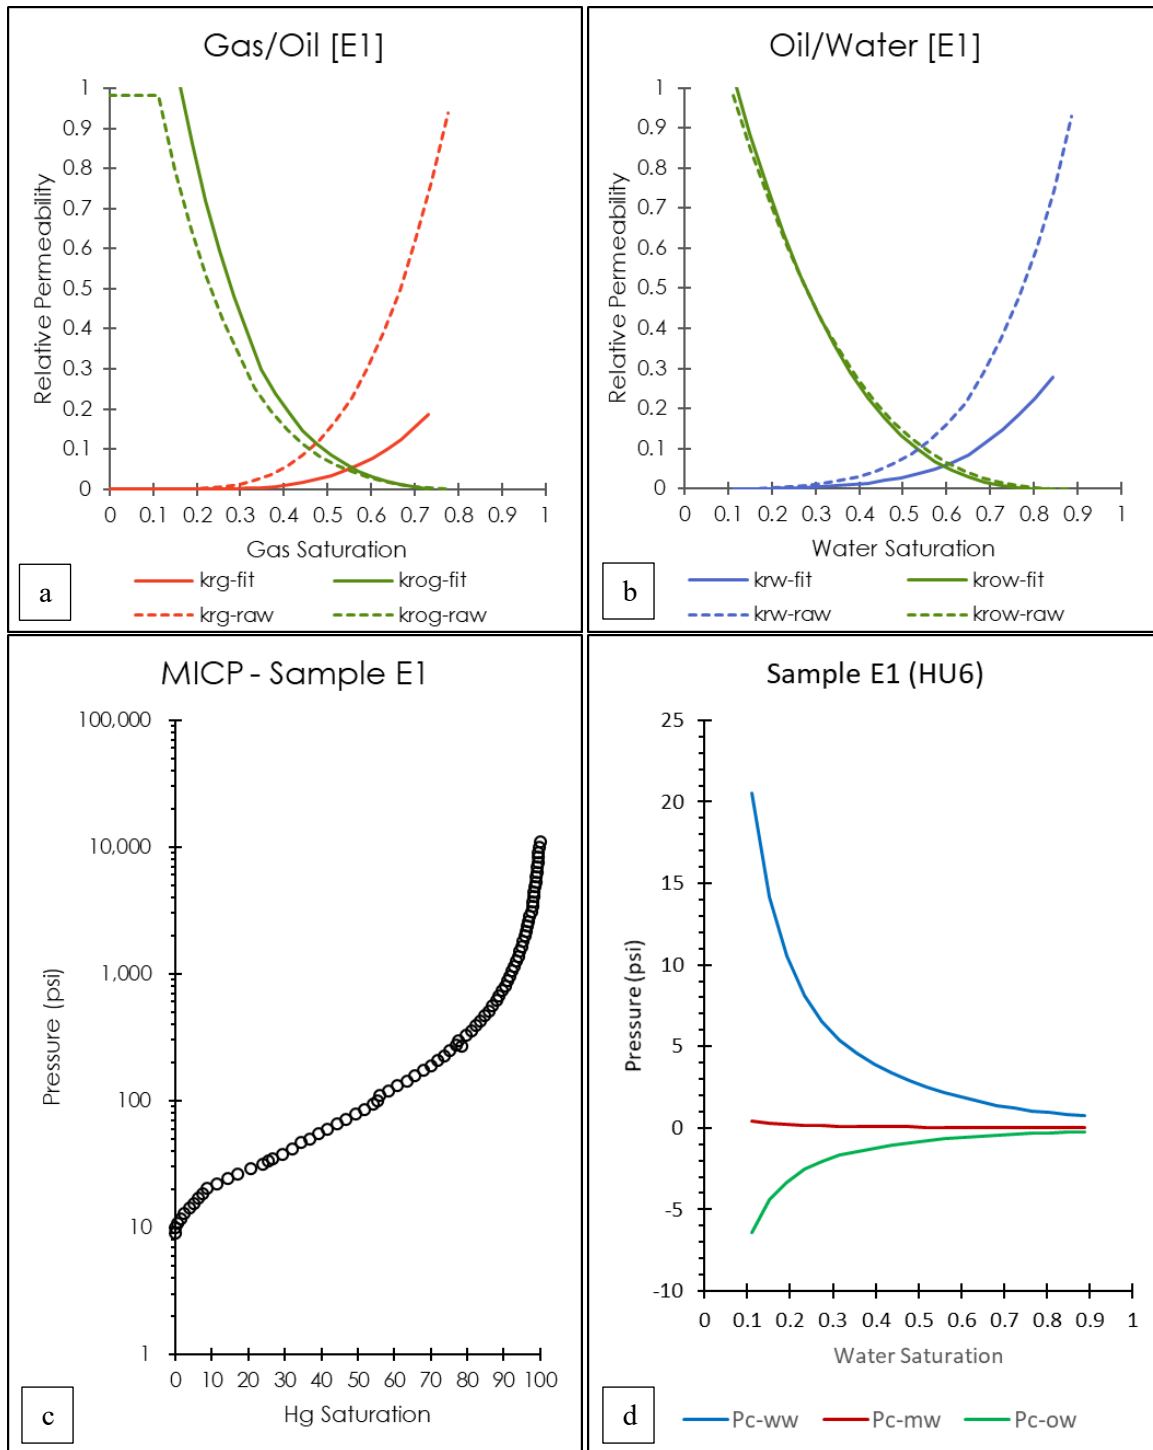 Gas/Oil [E1]
1
0.9
0.8
0.7
0.6
0.5
0.4
0.3
0.2
0.1
0
Relative Permeability
0 0.1 0.2 0.3 0.4 0.5 0.6 0.7 0.8 0.9 1
Gas Saturation
krg-fit krog-fit
krg-raw krog-raw
a
Oil/Water [E1]
1
0.9
0.8
0.7
0.6
0.5
0.4
0.3
0.2
0.1
0
Relative Permeability
0 0.1 0.2 0.3 0.4 0.5 0.6 0.7 0.8 0.9 1
Water Saturation
krw-fit krow-fit
krw-raw krow-raw
b
MICP - Sample E1
100,000
10,000
1,000
100
10
1
Pressure (psi)
0 10 20 30 40 50 60 70 80 90 100
Hg Saturation
c
Sample E1 (HU6)
25
20
15
10
5
0
-5
-10
Pressure (psi)
0 0.1 0.2 0.3 0.4 0.5 0.6 0.7 0.8 0.9 1
Water Saturation
Pc-ww Pc-mw Pc-ow
d